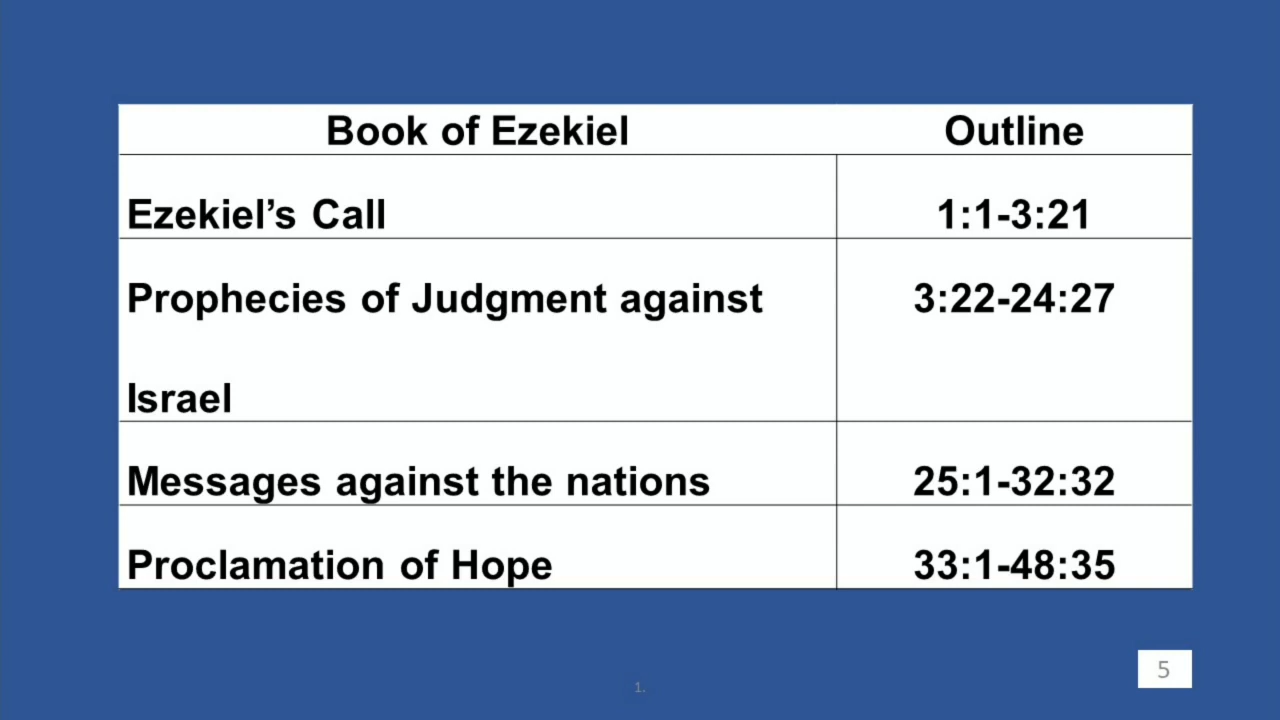 Book of Ezekiel Outline
Ezekiel’s Call 1:1-3:21
Prophecies of Judgment against 3:22-24:27
Israel
Messages against the nations 25:1-32:32
Proclamation of Hope 33:1-48:35
5
1.